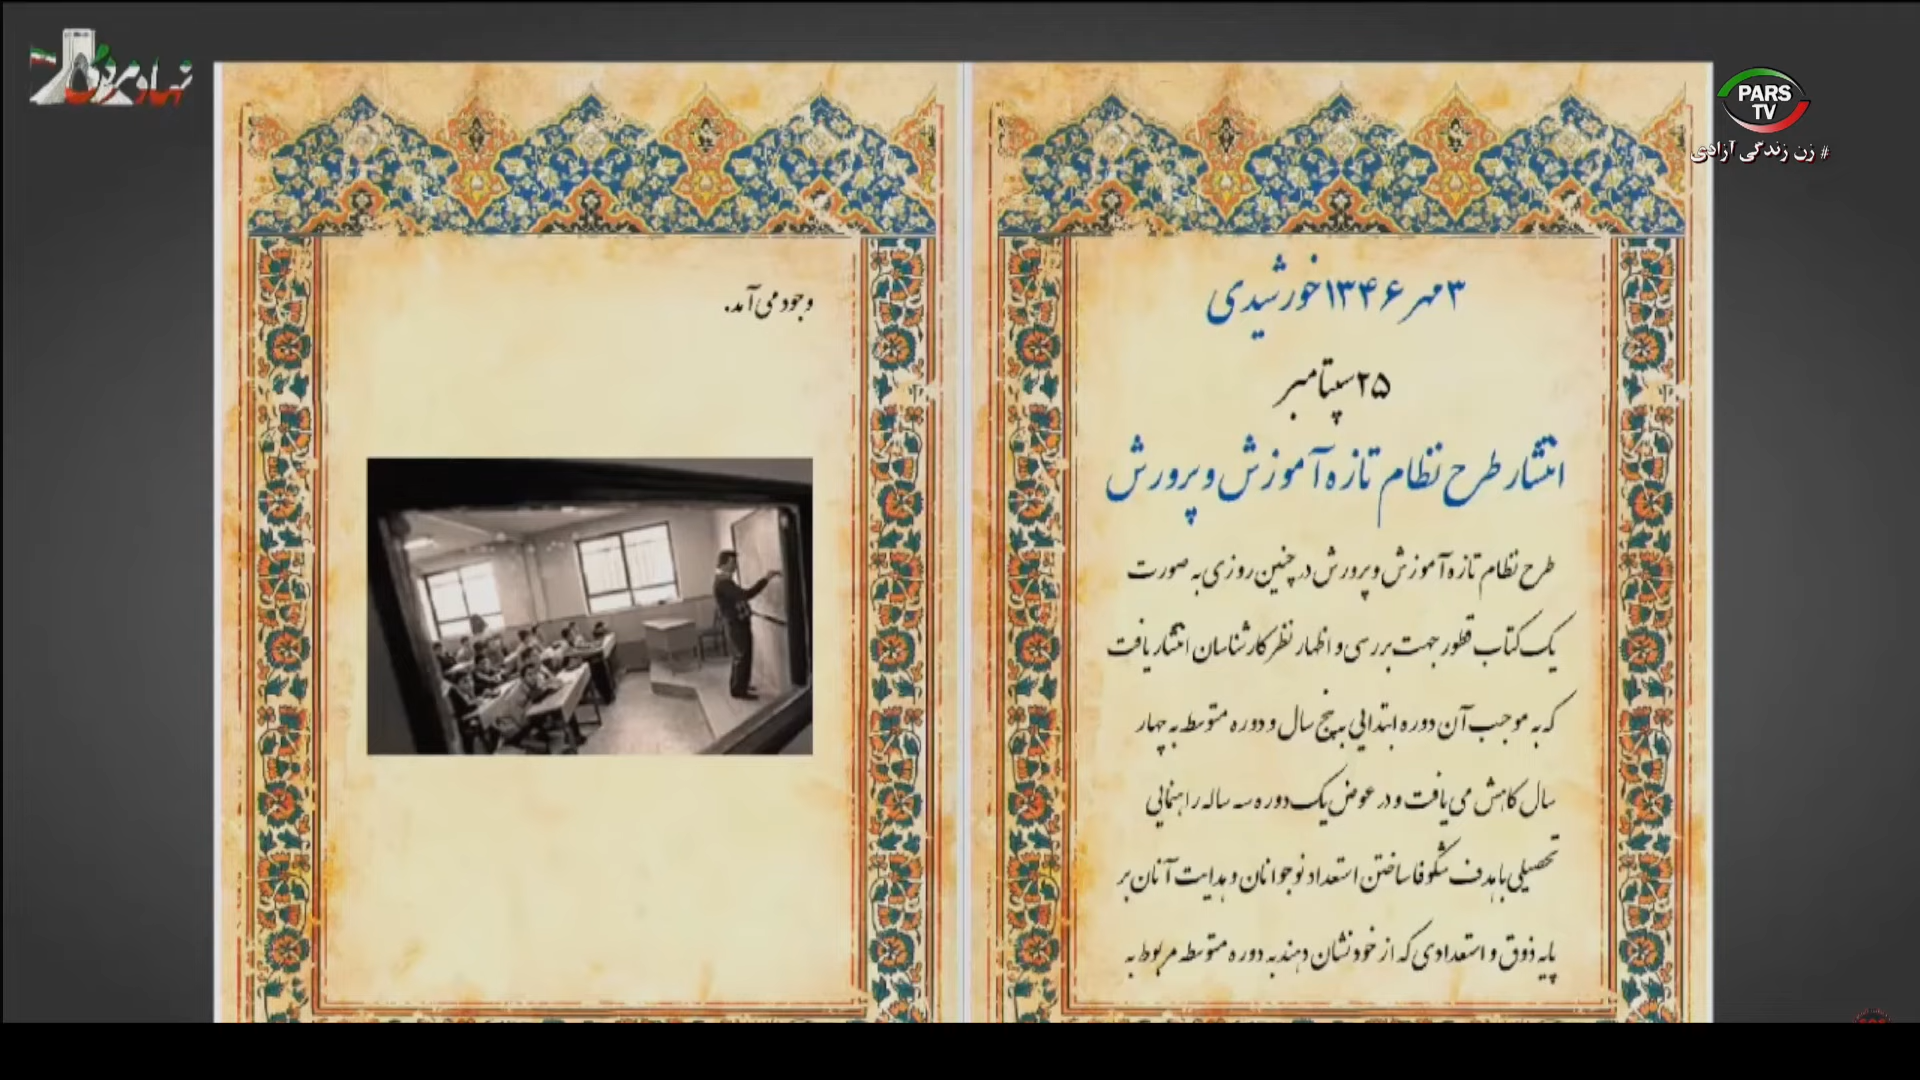 نهاد مردمی
PARS
TV
# زن زندگی آزادی
۳ مهر ۱۳۴۶ خورشیدی
۲۵ سپتامبر
انتشار طرح نظام تازه آموزش و پرورش
طرح نظام تازه آموزش و پرورش در چنین روزی به صورت
یک کتاب قطور جهت بررسی و اظهار نظر کارشناسان انتشار یافت
که به موجب آن دوره ابتدایی به پنج سال و دوره متوسطه به چهار
سال کاهش می یافت و در عوض یک دوره سه ساله راهنمایی
تحصیلی با هدف شکوفا ساختن استعداد نوجوانان و هدایت آنان بر
پایه ذوق و استعدادی که از خود نشان دهند به دوره متوسطه مربوط به
وجود می آمد.